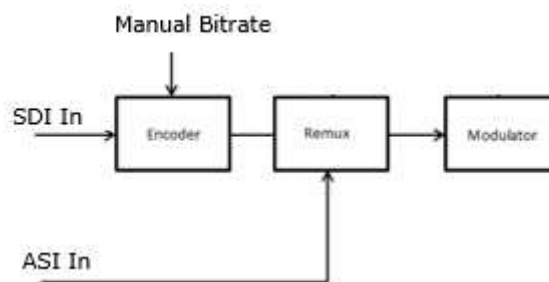 Manual Bitrate
SDI In
Encoder
Remux
Modulator
ASI In